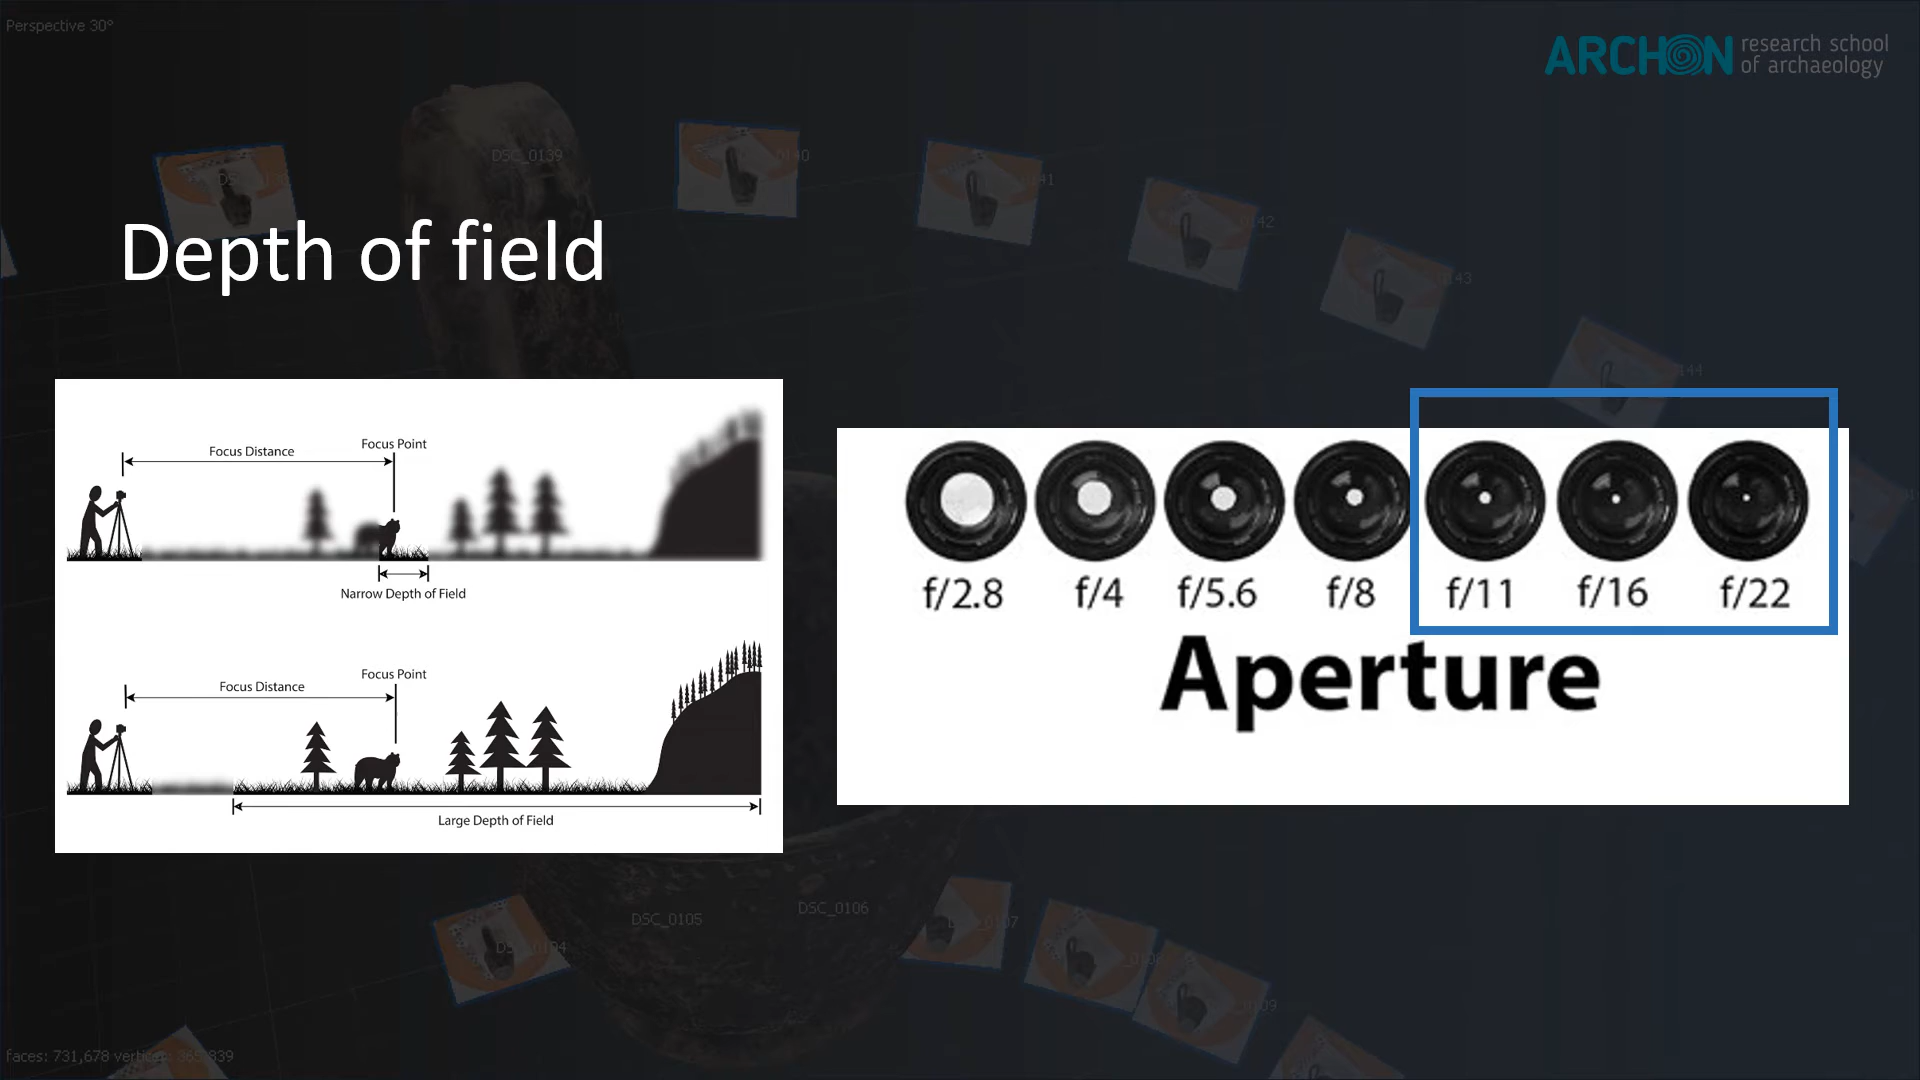 Perspective 30°
ARCHON research school
of archaeology
DSC_0139
Depth of field
Focus Distance
Focus Point
Narrow Depth of Field
Focus Distance
Focus Point
Large Depth of Field
f/2.8 f/4 f/5.6 f/8 f/11 f/16 f/22
Aperture
DSC_0105
DSC_0106
faces: 731,678 vertices: 365,839